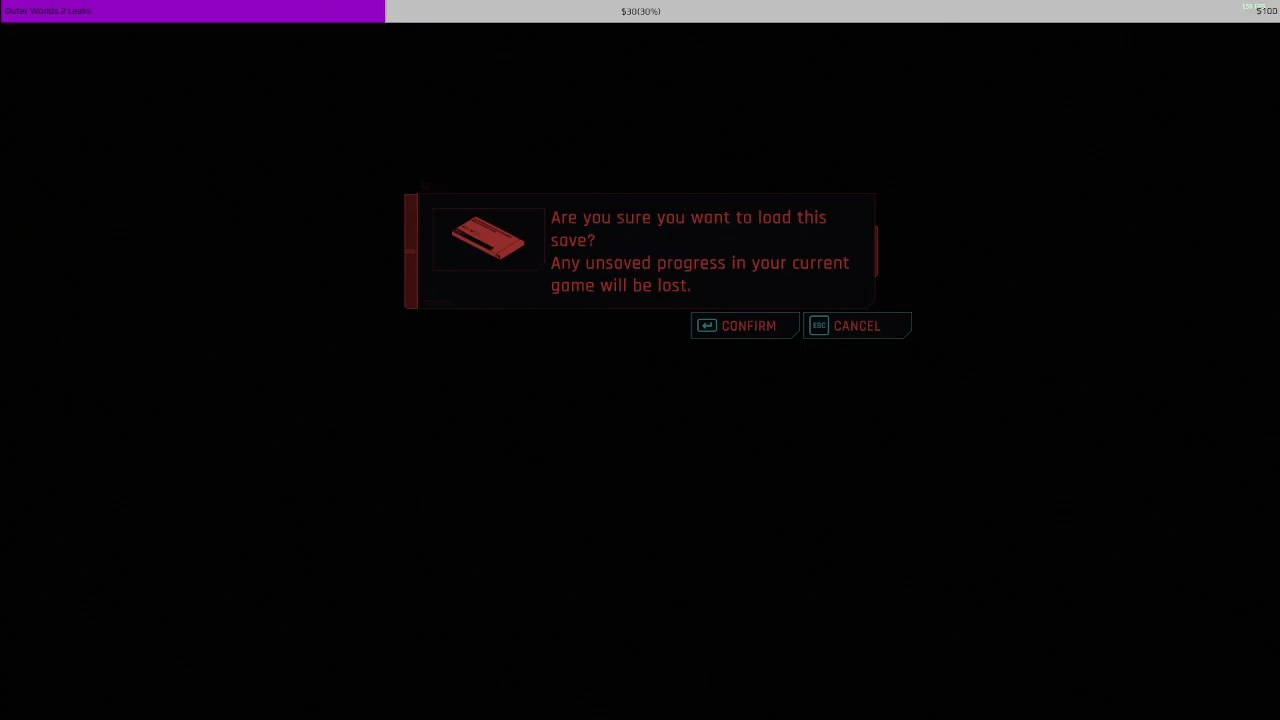 Outer Worlds 2 Leaks
$30(30%)
$100
Are you sure you want to load this
save?
Any unsaved progress in your current
game will be lost.
CONFIRM
ESC
CANCEL